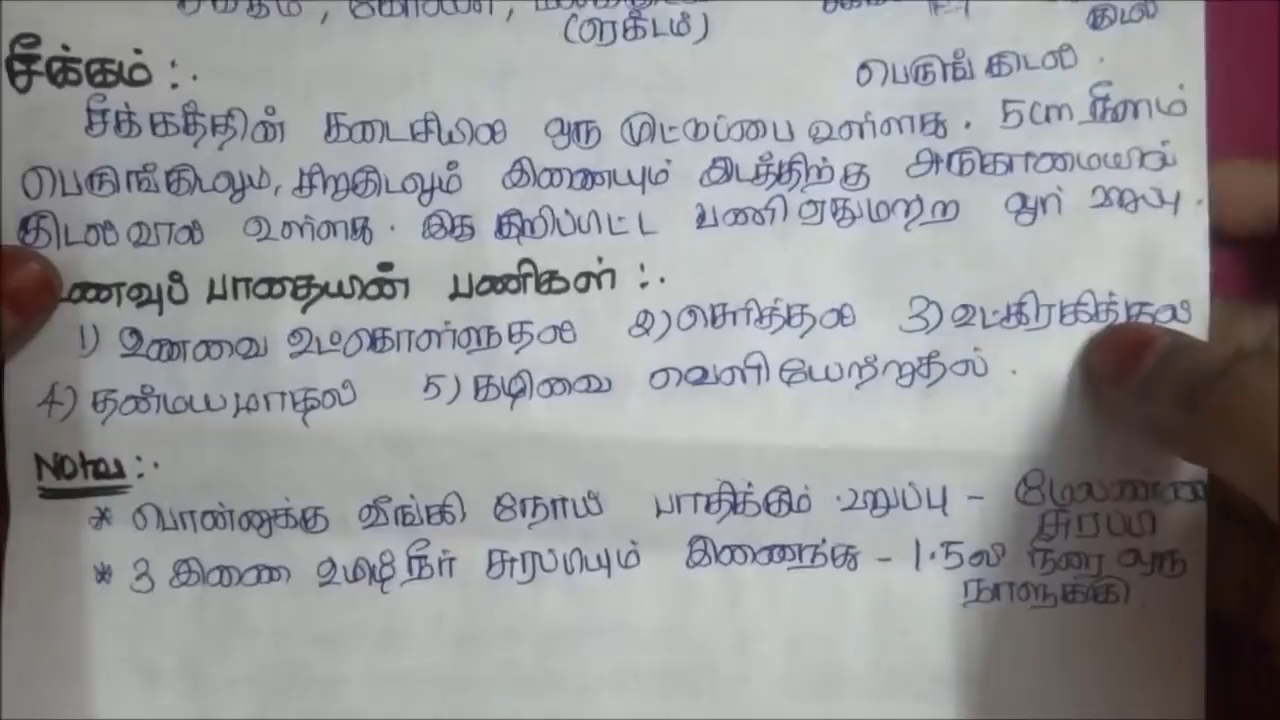 (ரெக்டம்)
குடல்
பெருங் குடல் .
சீக்கம் :.
சீக்கத்தின் கடைசியில் ஒரு முட்டுப்பை உள்ளது . 5cm நீளம்
பெருங்குடலும், சிறுகுடலும் இணையும் இடத்திற்கு அருகாமையில்
குடல்வால் உள்ளது . இது குறிப்பிட்ட பணி ஏதுமற்ற ஓர் உறுப்பு .
ணவுப் பாதையின் பணிகள் :.
1) உணவை உட்கொள்ளுதல் 2) செரித்தல் 3) உட்கிரகித்தல்
4) தன்மயமாதல் 5) கழிவை வெளியேற்றுதல் .
Note :.
* பொன்னுக்கு வீங்கி நோய் பாதிக்கும் உறுப்பு - மேலண்ண
சுரப்பி
* 3 இணை உமிழ்நீர் சுரப்பியும் இணைந்து - 1.5லி நீரை ஒரு
நாளுக்கு